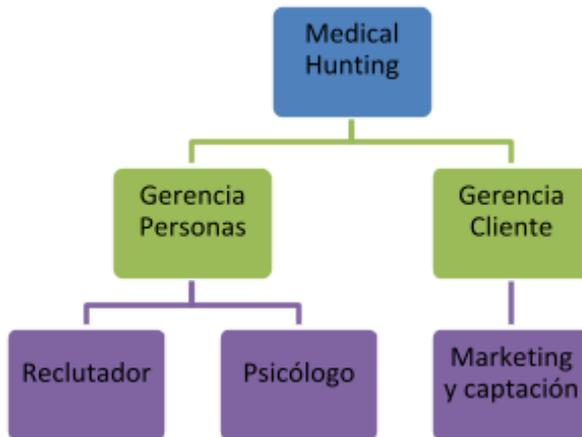 Medical
Hunting
Gerencia
Personas
Gerencia
Cliente
Reclutador
Psicólogo
Marketing
y captación